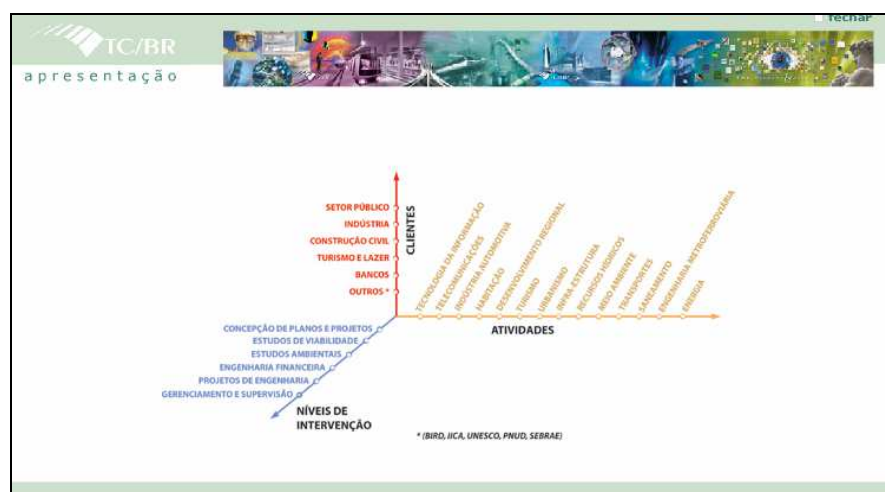 fechar
TC/BR
apresentação
SETOR PÚBLICO
INDÚSTRIA
CONSTRUÇÃO CIVIL
TURISMO E LAZER
BANCOS
OUTROS *
CLIENTES
TECNOLOGIA DA INFORMAÇÃO
TELECOMUNICAÇÕES
INDÚSTRIA AUTOMOTIVA
HABITAÇÃO
DESENVOLVIMENTO REGIONAL
TURISMO
URBANISMO
INFRA-ESTRUTURA
RECURSOS HÍDRICOS
MEIO AMBIENTE
TRANSPORTES
SANEAMENTO
ENGENHARIA METROFERROVIÁRIA
ENERGIA
ATIVIDADES
CONCEPÇÃO DE PLANOS E PROJETOS
ESTUDOS DE VIABILIDADE
ESTUDOS AMBIENTAIS
ENGENHARIA FINANCEIRA
PROJETOS DE ENGENHARIA
GERENCIAMENTO E SUPERVISÃO
NÍVEIS DE
INTERVENÇÃO
* (BIRD, IICA, UNESCO, PNUD, SEBRAE)